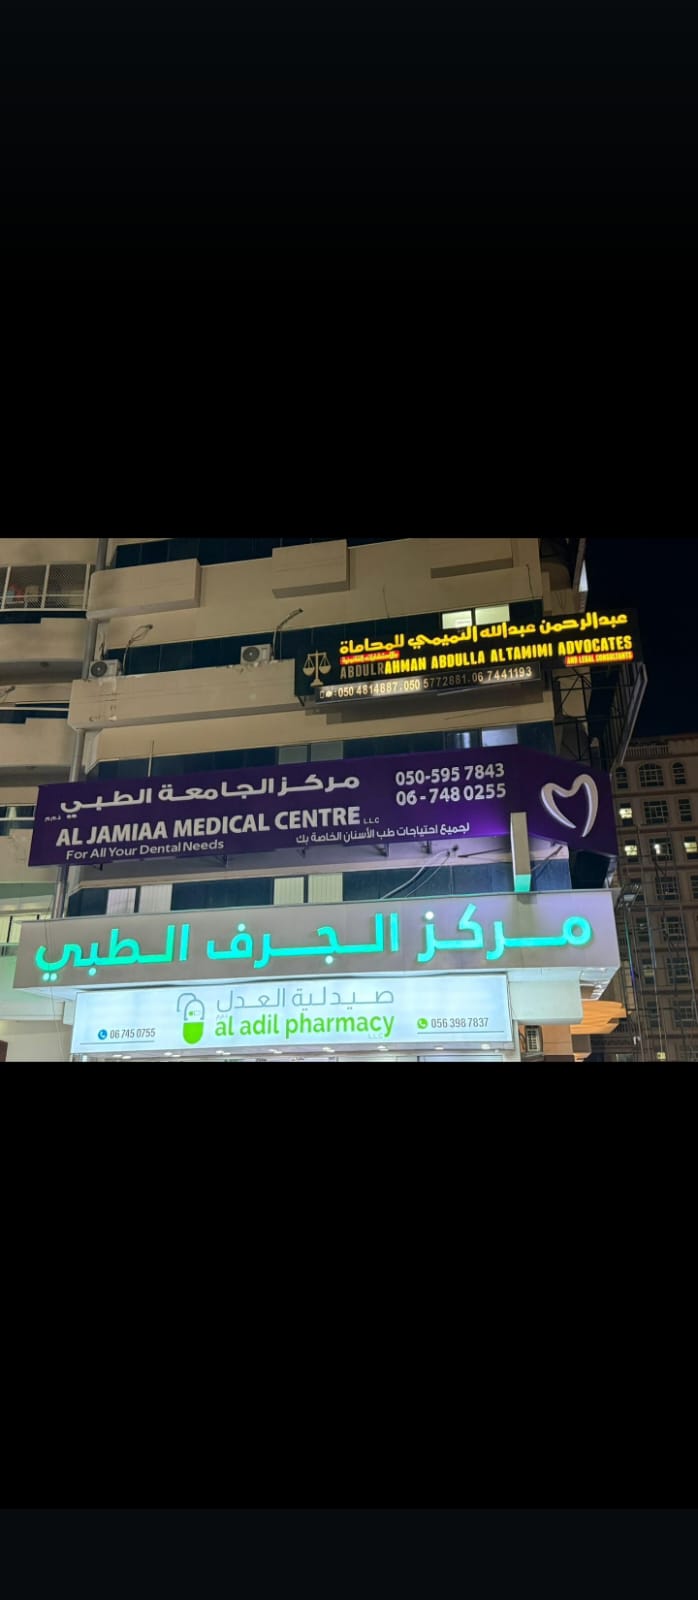 عبدالرحمن عبدالله التميمي للمحاماة
والاستشارات القانونية
ABDULRAHMAN ABDULLA ALTAMIMI ADVOCATES
AND LEGAL CONSULTANTS
050 4814887.050 5772881.06 7441193
مركز الجامعة الطبي ذ.م.م
050-595 7843
06 - 748 0255
AL JAMIAA MEDICAL CENTRE L.L.C
For All Your Dental Needs
لجميع احتياجات طب الأسنان الخاصة بك
مركز الجرف الطبي
صيدلية العدل
ذ.م.م
al adil pharmacy
L.L.C
06 745 0755
056 398 7837